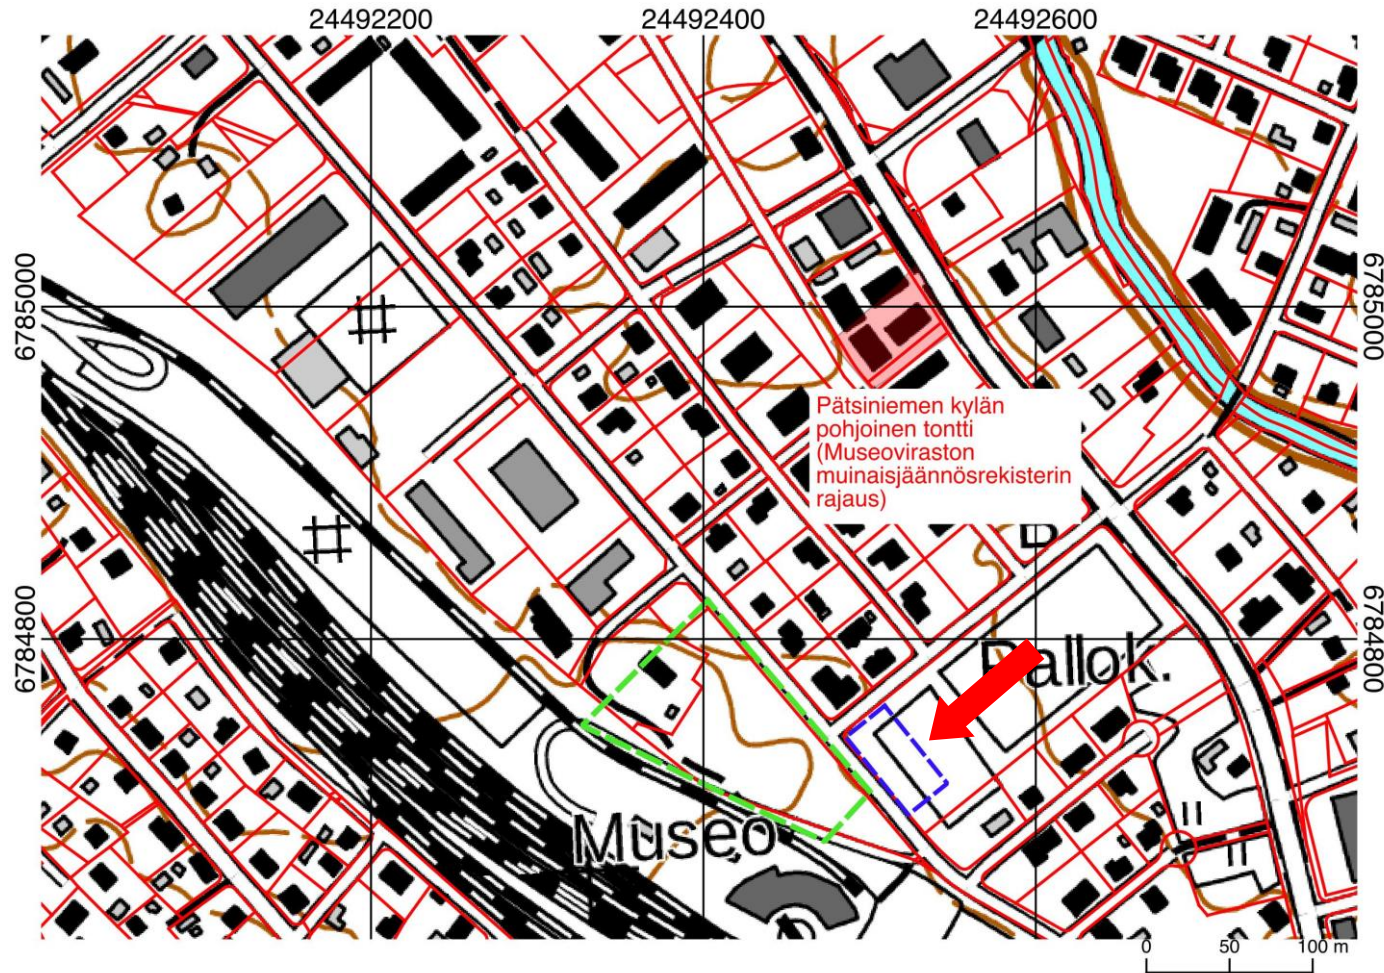 24492200 24492400 24492600
6785000
6785000
Pätsiniemen kylän
pohjoinen tontti
(Museoviraston
muinaisjäännösrekisterin
rajaus)
6784800
Pallok.
6784800
Museo
0 50 100 m